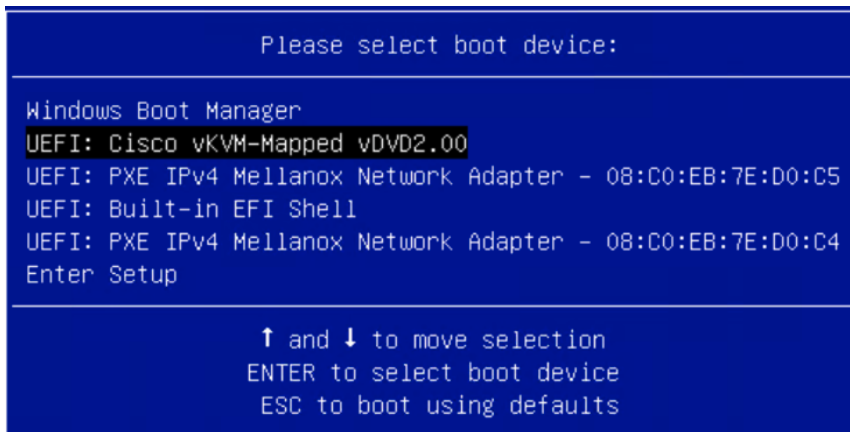 Please select boot device:
Windows Boot Manager
UEFI: Cisco vKVM-Mapped vDVD2.00
UEFI: PXE IPv4 Mellanox Network Adapter - 08:C0:EB:7E:D0:C5
UEFI: Built-in EFI Shell
UEFI: PXE IPv4 Mellanox Network Adapter - 08:C0:EB:7E:D0:C4
Enter Setup
↑ and ↓ to move selection
ENTER to select boot device
ESC to boot using defaults